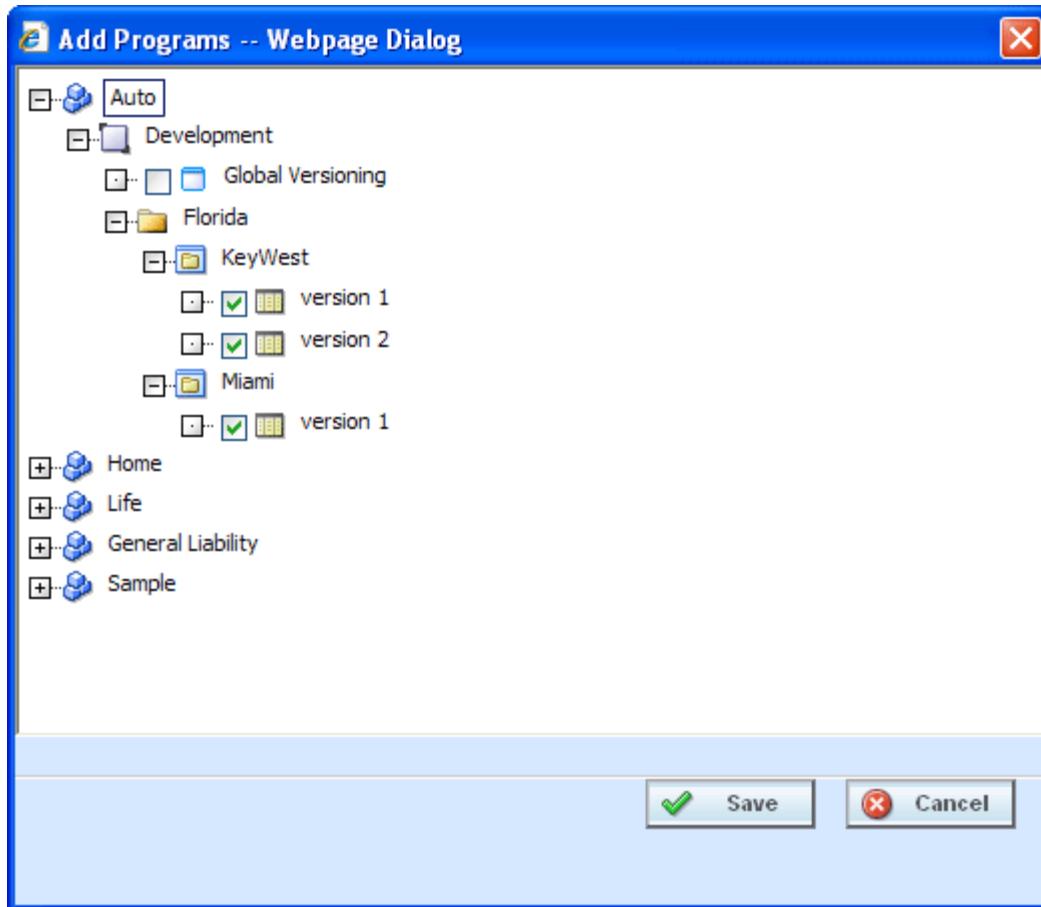 Add Programs -- Webpage Dialog
Auto
Development
Global Versioning
Florida
KeyWest
version 1
version 2
Miami
version 1
Home
Life
General Liability
Sample
Save
Cancel